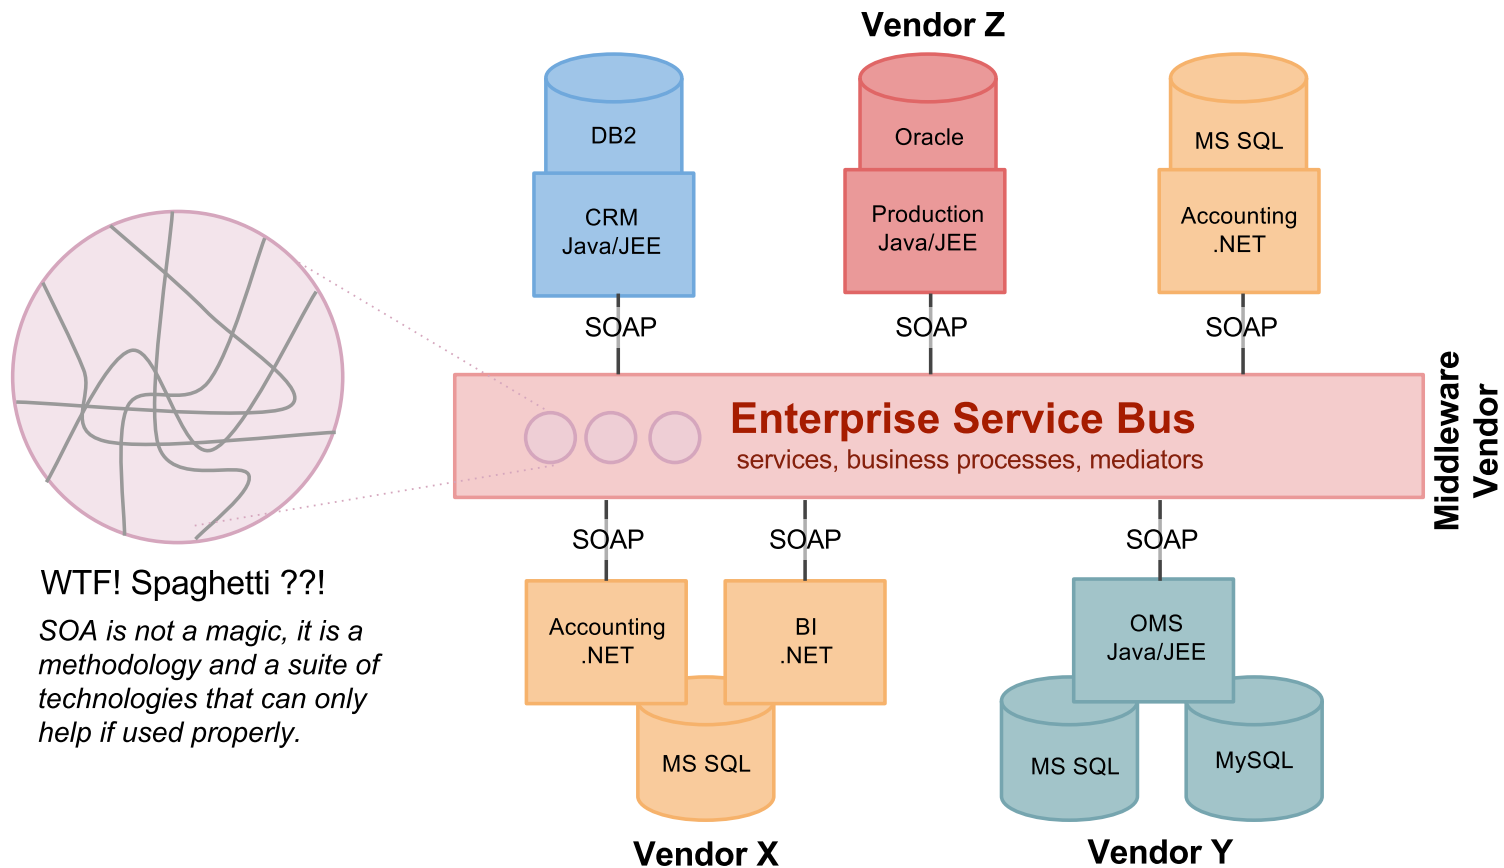 Vendor Z
DB2
Oracle
MS SQL
CRM
Java/JEE
Production
Java/JEE
Accounting
.NET
SOAP
SOAP
SOAP
Enterprise Service Bus
services, business processes, mediators
Middleware
Vendor
SOAP
SOAP
SOAP
WTF! Spaghetti ??!
SOA is not a magic, it is a
methodology and a suite of
technologies that can only
help if used properly.
Accounting
.NET
BI
.NET
OMS
Java/JEE
MS SQL
MS SQL
MySQL
Vendor X
Vendor Y